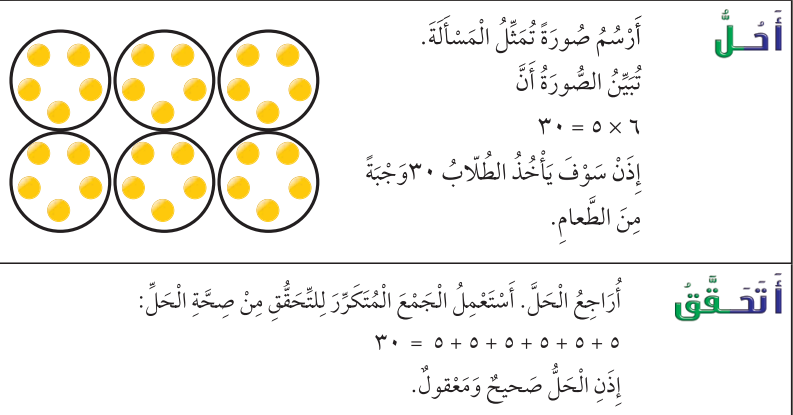 أَحُلُّ
أَرْسُمُ صُورَةً تُمَثِّلُ الْمَسْأَلَةَ.
تُبَيِّنُ الصُّورَةُ أَنَّ
٦ × ٥ = ٣٠
إِذَنْ سَوْفَ يَأْخُذُ الطُلّابُ ٣٠ وَجْبَةً
مِنَ الطَّعامِ.
أَتَحَقَّقُ
أُرَاجِعُ الْحَلَّ. أَسْتَعْمِلُ الْجَمْعَ الْمُتَكَرِّرَ لِلتَّحَقُّقِ مِنْ صِحَّةِ الْحَلِّ:
٥ + ٥ + ٥ + ٥ + ٥ + ٥ = ٣٠
إِذَنِ الْحَلُّ صَحيحٌ وَمَعْقولٌ.